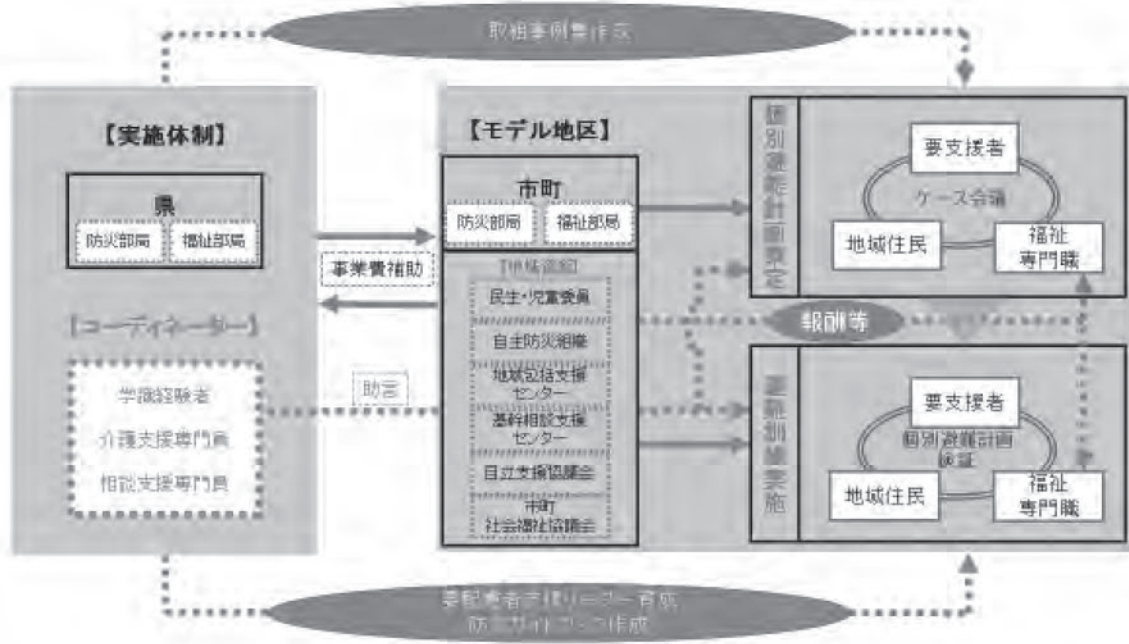 取組事例集作成
【実施体制】
県
防災部局
福祉部局
【コーディネーター】
学識経験者
介護支援専門員
相談支援専門員
事業費補助
助言
【モデル地区】
市町
防災部局
福祉部局
民生・児童委員
自主防災組織
地域包括支援
センター
基幹相談支援
センター
自立支援協議会
市町
社会福祉協議会
個別避難計画策定
要支援者
ケース会議
地域住民
福祉
専門職
報酬等
避難訓練実施
要支援者
個別避難計画
検証
地域住民
福祉
専門職
要配慮者支援リーダー育成
防災ガイドブック作成